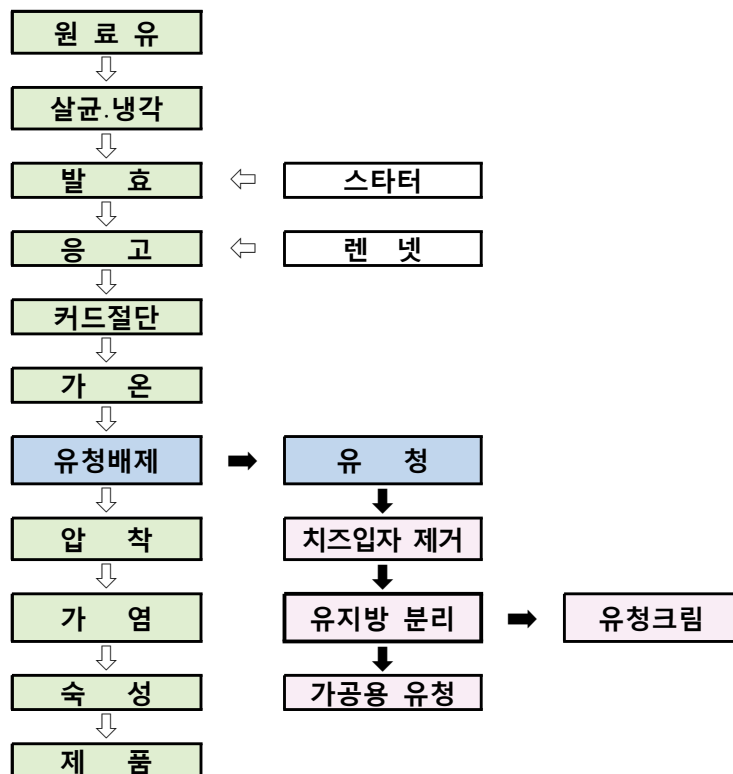 원 료 유
살균.냉각
발 효
스타터
응 고
렌 넷
커드절단
가 온
유청배제
유 청
압 착
치즈입자 제거
가 염
유지방 분리
유청크림
숙 성
가공용 유청
제 품